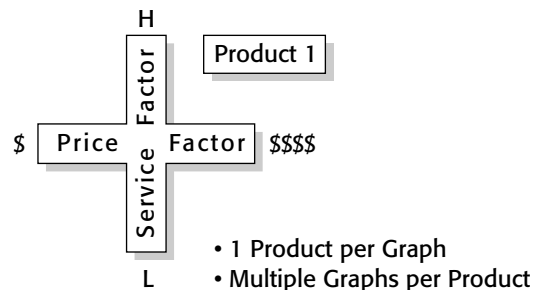 H
Product 1
$ Price Factor $$$$
Service Factor
• 1 Product per Graph
L
• Multiple Graphs per Product